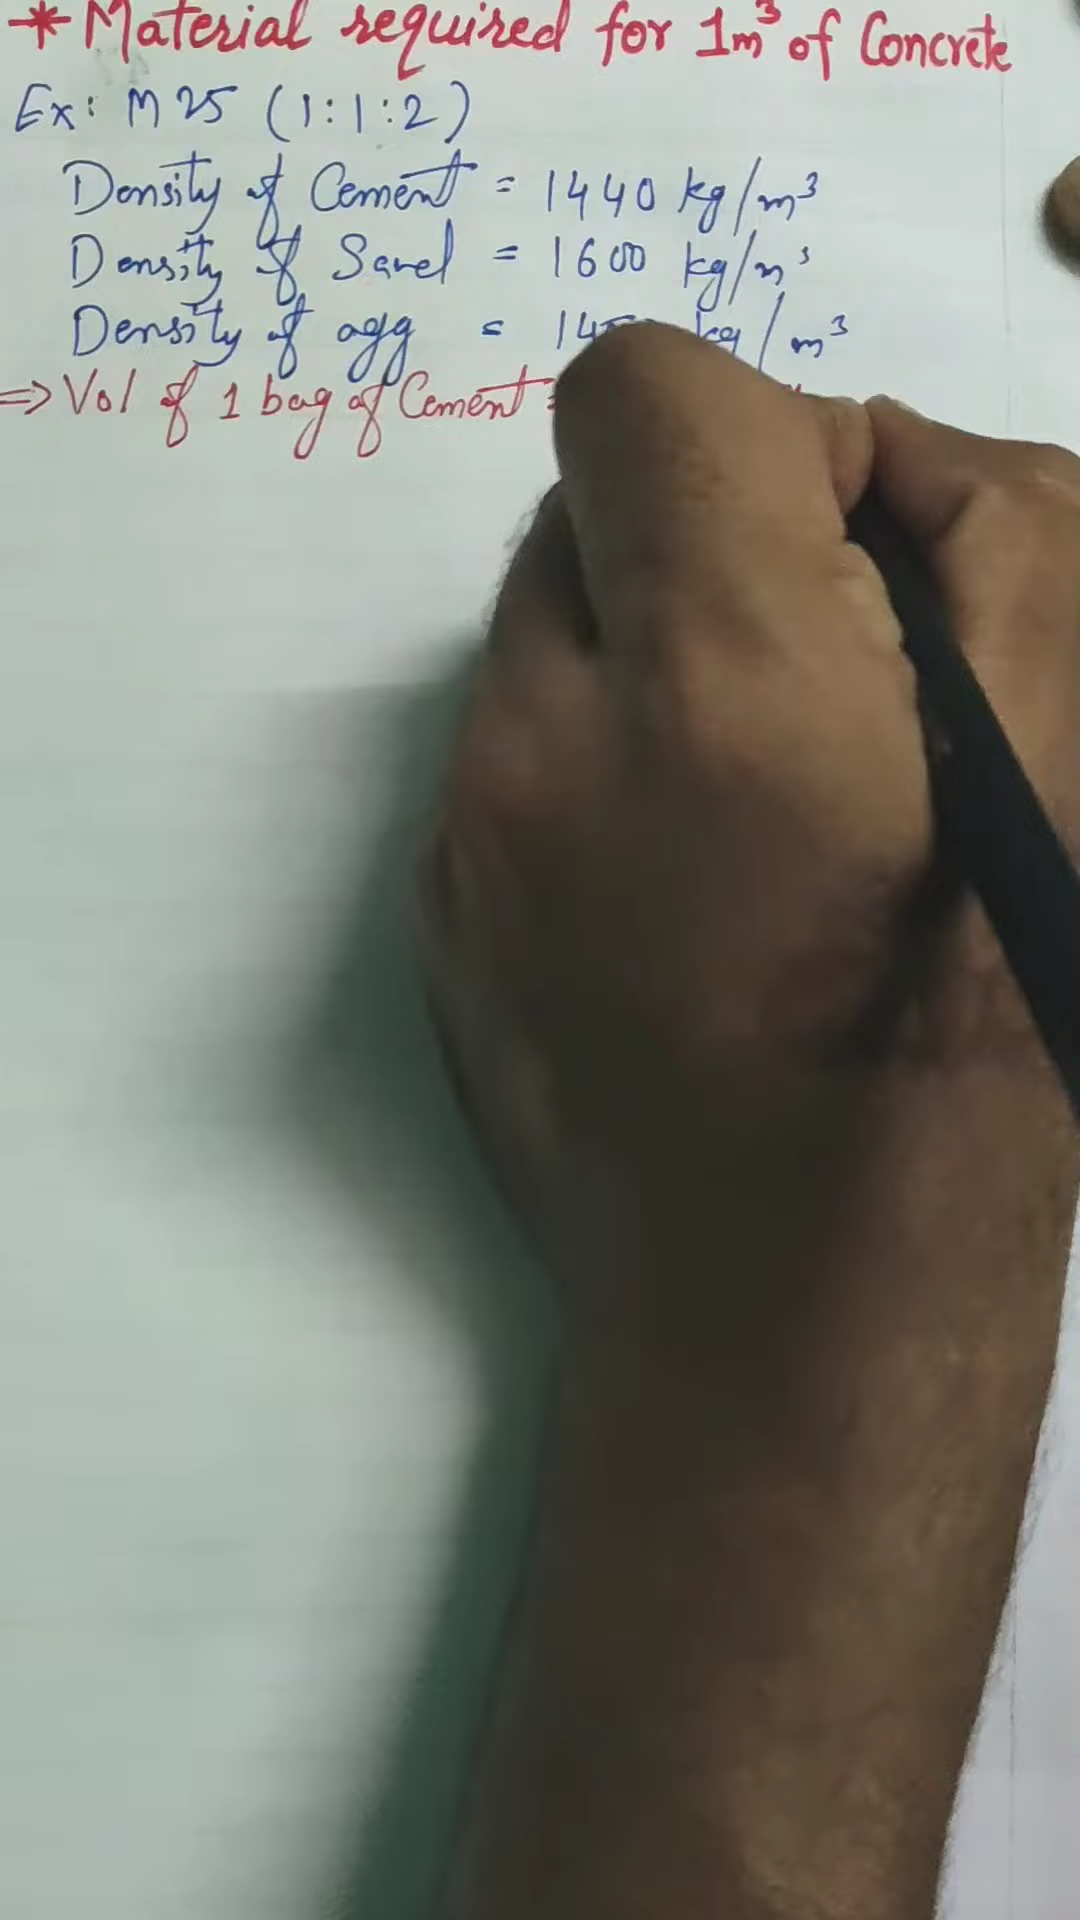 * Material required for 1m³ of Concrete
Ex: M25 (1:1:2)
Density of Cement = 1440 kg/m³
Density of Sand = 1600 kg/m³
Density of agg = kg/m³
=> Vol of 1 bag of Cement =